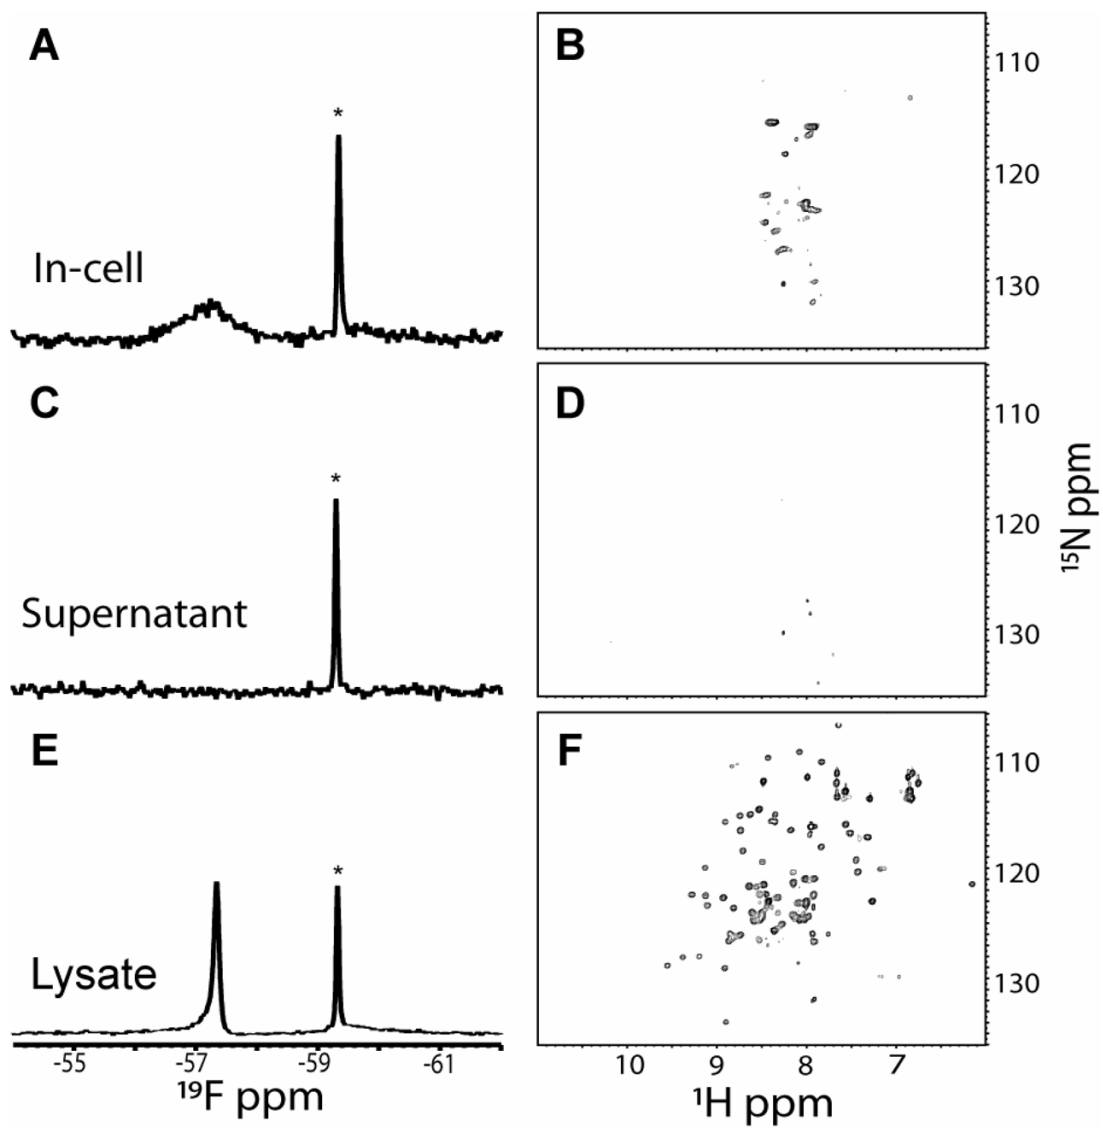 A
B
*
In-cell
110
120
130
C
D
*
Supernatant
110
120
130
¹⁵N ppm
E
F
*
Lysate
110
120
130
-55
-57
-59
-61
¹⁹F ppm
10
9
8
7
¹H ppm